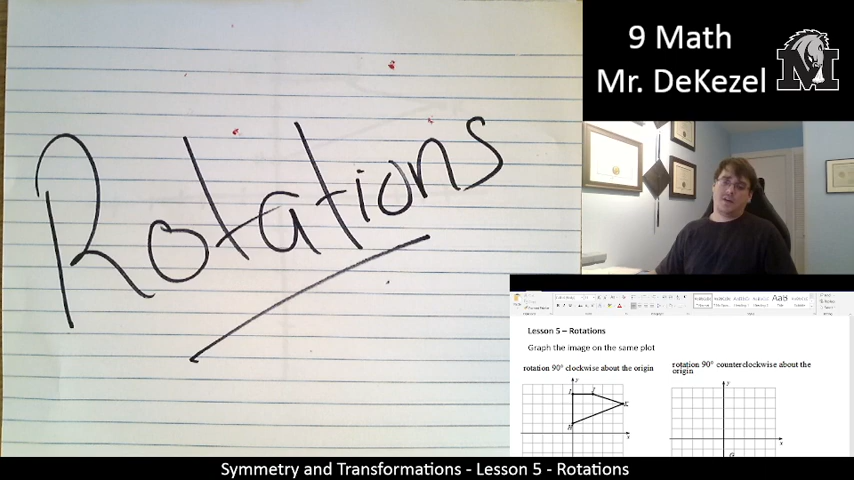 Rotations
9 Math
Mr. DeKezel
M
Lesson 5 – Rotations
Graph the image on the same plot
rotation 90° clockwise about the origin
rotation 90° counterclockwise about the origin
y
x
K
y
x
Symmetry and Transformations - Lesson 5 - Rotations